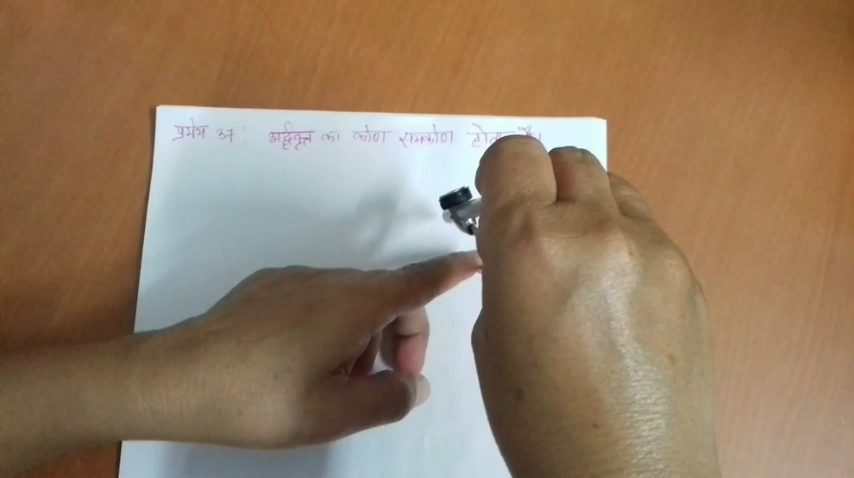 प्रमेय 37: अर्द्धवृत्त का कोण समकोण होता है।